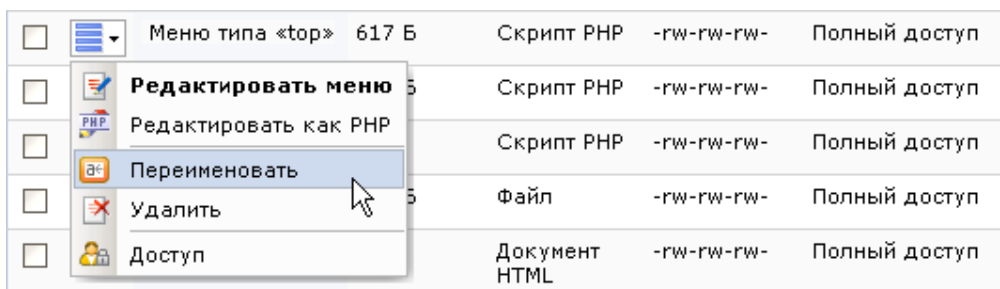 Меню типа «top» 617 Б Скрипт PHP -rw-rw-rw- Полный доступ
Редактировать меню Б Скрипт PHP -rw-rw-rw- Полный доступ
PHP Редактировать как PHP
Скрипт PHP -rw-rw-rw- Полный доступ
Переименовать
Удалить Б Файл -rw-rw-rw- Полный доступ
Доступ Документ HTML -rw-rw-rw- Полный доступ